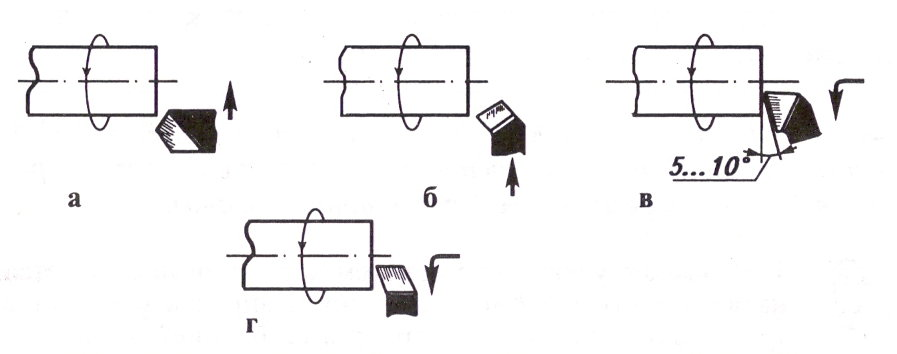 5...10°
а б в
г